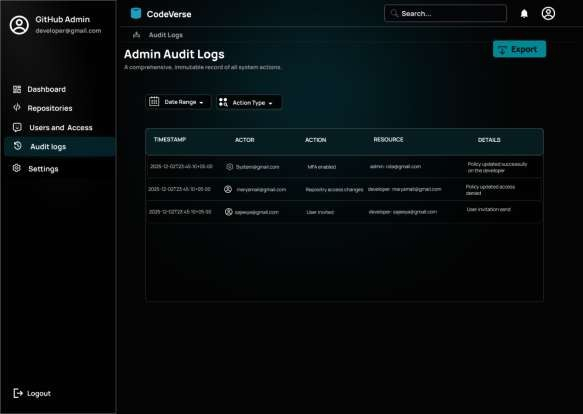 GitHub Admin
developer@gmail.com
Dashboard
Repositories
Users and Access
Audit logs
Settings
Logout
CodeVerse
Search...
Audit Logs
Admin Audit Logs
A comprehensive, immutable record of all system actions.
Export
Date Range
Action Type
TIMESTAMP ACTOR ACTION RESOURCE DETAILS
2025-12-02T23:45:10+05:00 System@gmail.com MFA enabled admin: rida@gmail.com Policy updated successfully
on the developer
2025-12-02T23:45:10+05:00 maryamali@gmail.com Repositry access changes developer: maryamali@gmail.com Policy updated access
denied
2025-12-02T23:45:10+05:00 sajeeya@gmail.com User Invited developer: sajeeya@gmail.com User invitation send